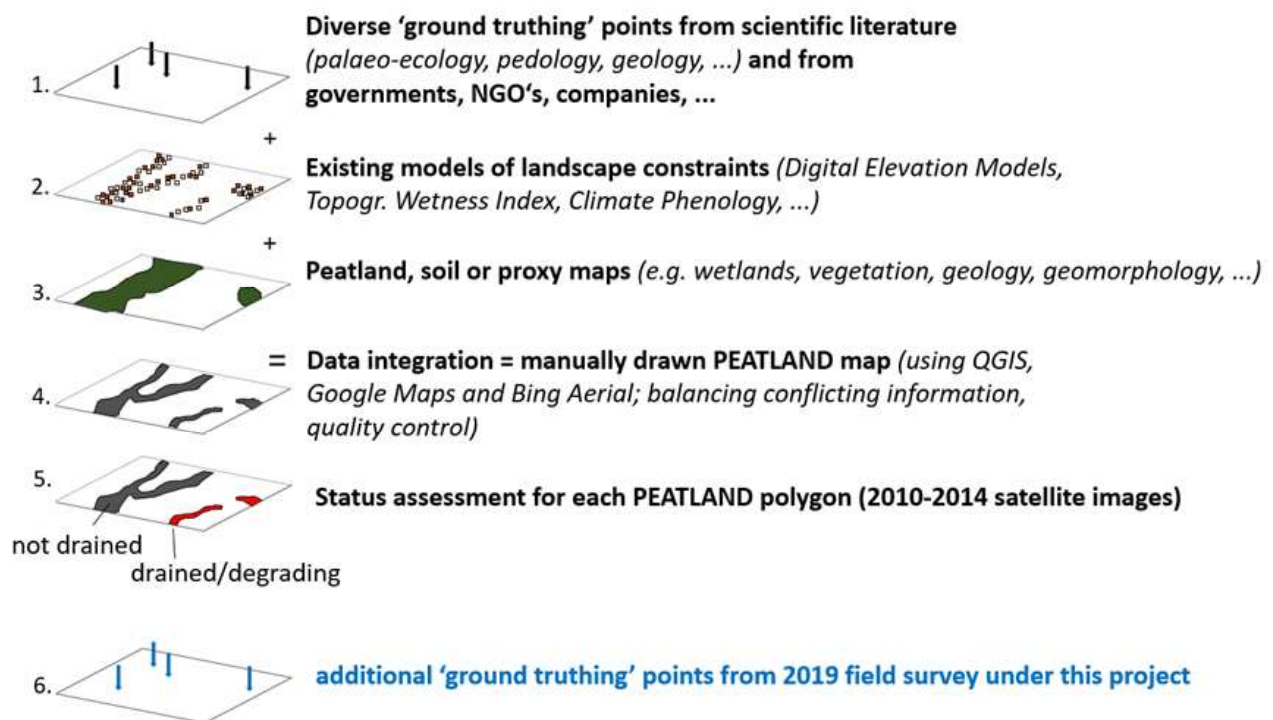 Diverse ‘ground truthing’ points from scientific literature
(palaeo-ecology, pedology, geology, ...) and from
governments, NGO‘s, companies, ...
1.
+
Existing models of landscape constraints (Digital Elevation Models,
Topogr. Wetness Index, Climate Phenology, ...)
2.
+
Peatland, soil or proxy maps (e.g. wetlands, vegetation, geology, geomorphology, ...)
3.
= Data integration = manually drawn PEATLAND map (using QGIS,
Google Maps and Bing Aerial; balancing conflicting information,
quality control)
4.
5.
Status assessment for each PEATLAND polygon (2010-2014 satellite images)
not drained
drained/degrading
6.
additional ‘ground truthing’ points from 2019 field survey under this project